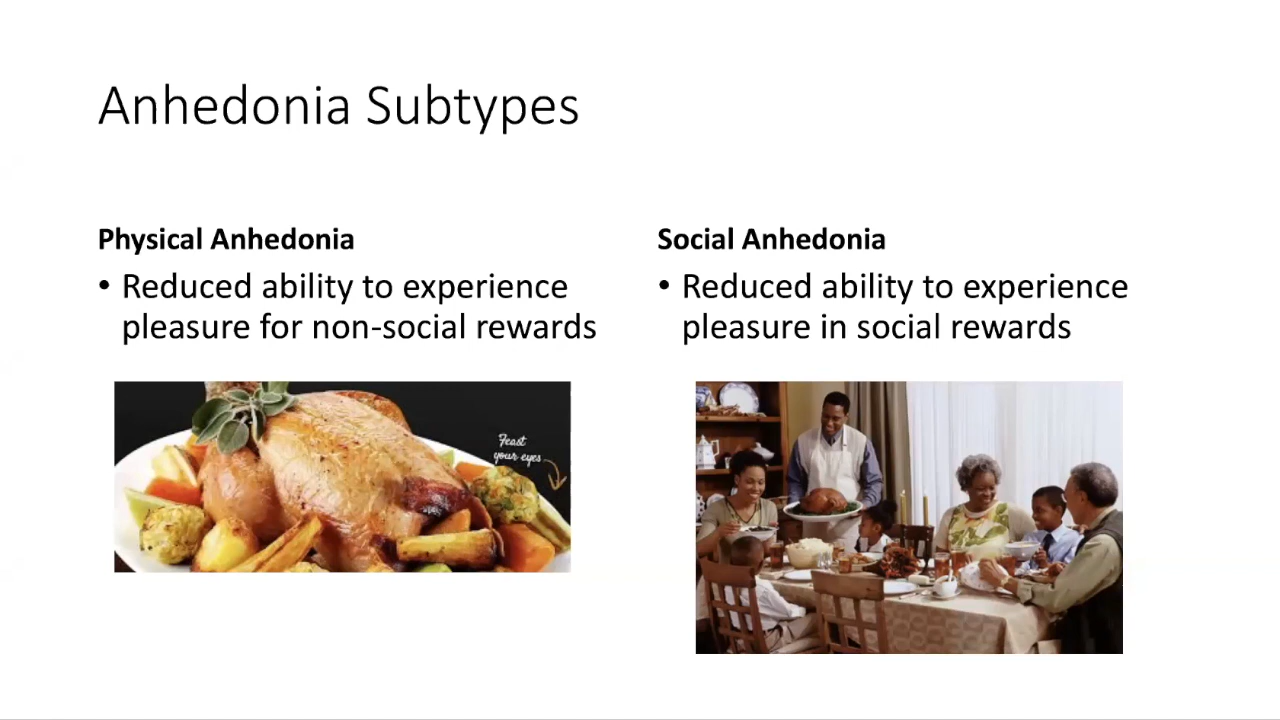 Anhedonia Subtypes
Physical Anhedonia
• Reduced ability to experience
pleasure for non-social rewards
Feast
your eyes
Social Anhedonia
• Reduced ability to experience
pleasure in social rewards